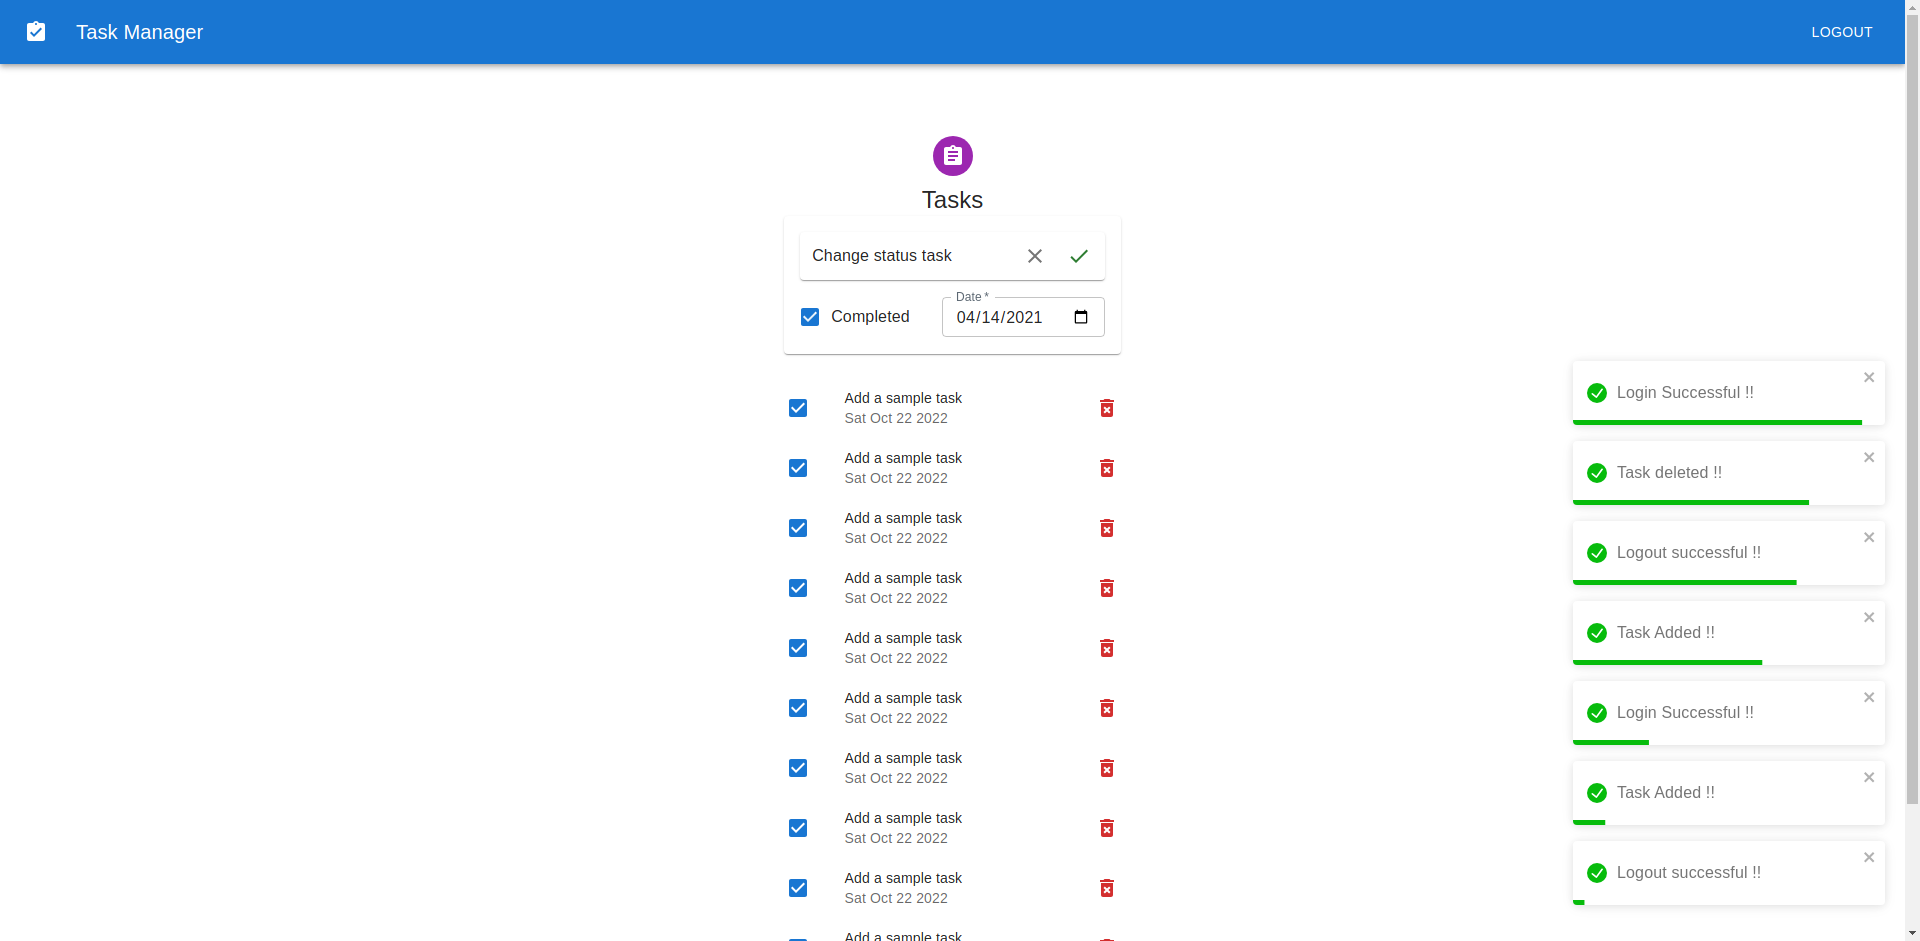 Task Manager
LOGOUT
Tasks
Change status task
Date *
Completed
04/14/2021
Add a sample task
Sat Oct 22 2022
Add a sample task
Sat Oct 22 2022
Add a sample task
Sat Oct 22 2022
Add a sample task
Sat Oct 22 2022
Add a sample task
Sat Oct 22 2022
Add a sample task
Sat Oct 22 2022
Add a sample task
Sat Oct 22 2022
Add a sample task
Sat Oct 22 2022
Add a sample task
Sat Oct 22 2022
Add a sample task
Login Successful !!
Task deleted !!
Logout successful !!
Task Added !!
Login Successful !!
Task Added !!
Logout successful !!